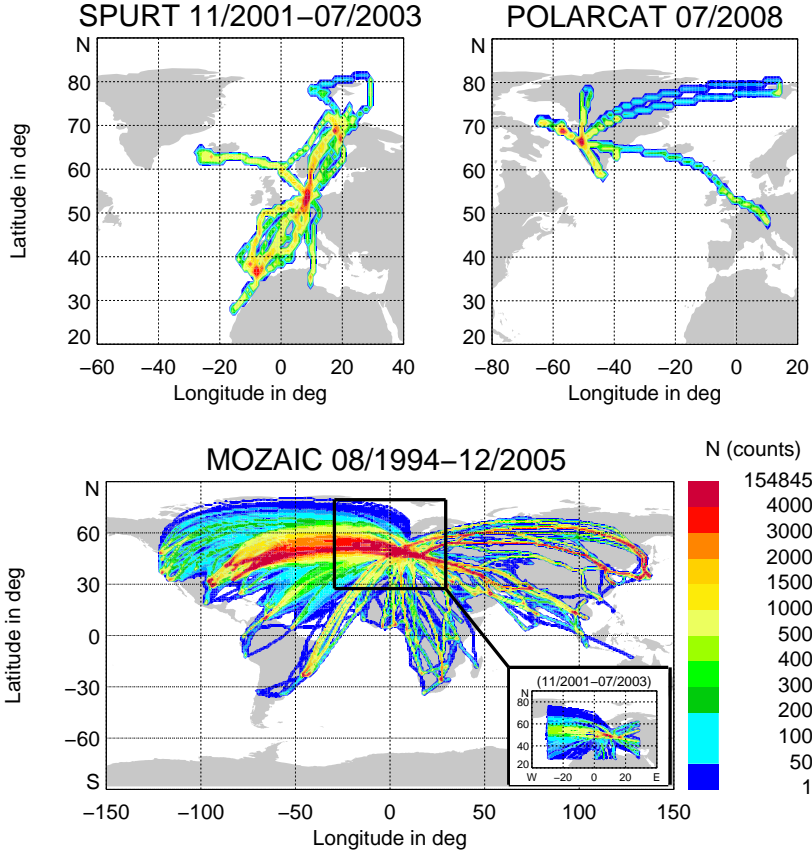 SPURT 11/2001−07/2003
N
80
70
60
50
40
30
20
−60 −40 −20 0 20 40
Longitude in deg
Latitude in deg
POLARCAT 07/2008
N
80
70
60
50
40
30
20
−80 −60 −40 −20 0 20
Longitude in deg
MOZAIC 08/1994−12/2005
N
60
30
0
−30
−60
S
−150 −100 −50 0 50 100 150
Longitude in deg
Latitude in deg
(11/2001−07/2003)
N
80
60
40
20
W −20 0 20 E
N (counts)
154845
4000
3000
2000
1500
1000
500
400
300
200
100
50
1